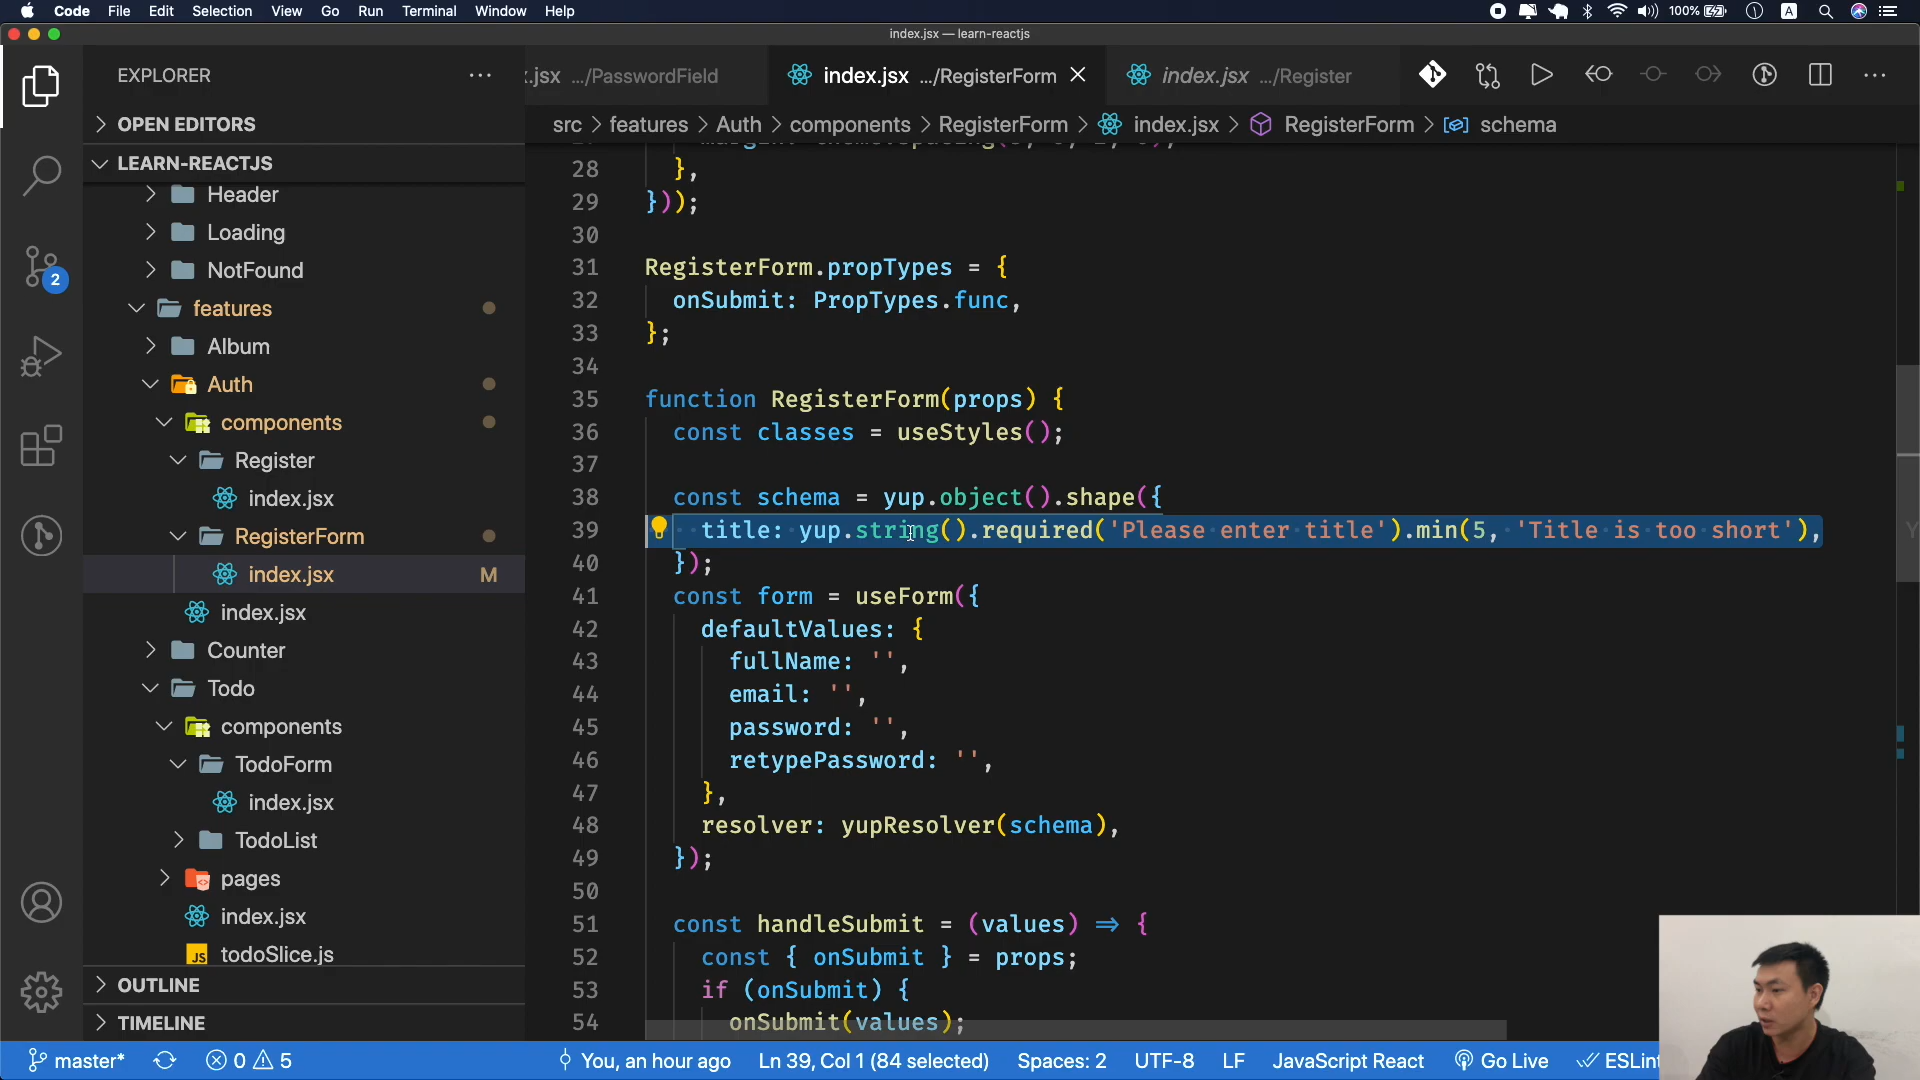 Code File Edit Selection View Go Run Terminal Window Help 100% A
index.jsx — learn-reactjs
EXPLORER
.jsx .../PasswordField index.jsx .../RegisterForm index.jsx .../Register
OPEN EDITORS
src > features > Auth > components > RegisterForm > index.jsx > RegisterForm > schema
LEARN-REACTJS
Header
Loading
NotFound
features
Album
Auth
components
Register
index.jsx
RegisterForm
index.jsx M
index.jsx
Counter
Todo
components
TodoForm
index.jsx
TodoList
pages
index.jsx
JS todoSlice.js
OUTLINE
TIMELINE
2
28 },
29 }));
30
31 RegisterForm.propTypes = {
32 onSubmit: PropTypes.func,
33 };
34
35 function RegisterForm(props) {
36 const classes = useStyles();
37
38 const schema = yup.object().shape({
39 title: yup.string().required('Please enter title').min(5, 'Title is too short'),
40 });
41 const form = useForm({
42 defaultValues: {
43 fullName: '',
44 email: '',
45 password: '',
46 retypePassword: '',
47 },
48 resolver: yupResolver(schema),
49 });
50
51 const handleSubmit = (values) => {
52 const { onSubmit } = props;
53 if (onSubmit) {
54 onSubmit(values);
master* 0 5 You, an hour ago Ln 39, Col 1 (84 selected) Spaces: 2 UTF-8 LF JavaScript React Go Live ESLint